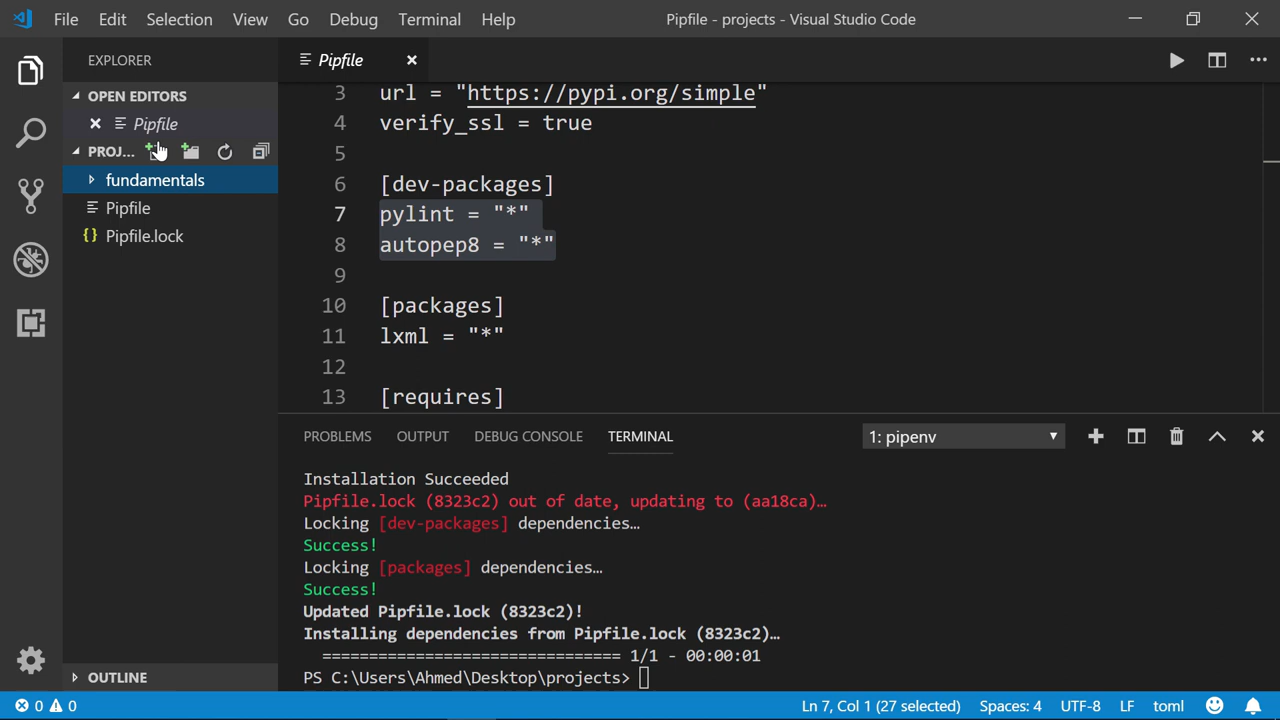 File Edit Selection View Go Debug Terminal Help Pipfile - projects - Visual Studio Code
EXPLORER
OPEN EDITORS
Pipfile
PROJ...
fundamentals
Pipfile
Pipfile.lock
OUTLINE
Pipfile
3 url = "https://pypi.org/simple"
4 verify_ssl = true
5
6 [dev-packages]
7 pylint = "*"
8 autopep8 = "*"
9
10 [packages]
11 lxml = "*"
12
13 [requires]
PROBLEMS OUTPUT DEBUG CONSOLE TERMINAL 1: pipenv
Installation Succeeded
Pipfile.lock (8323c2) out of date, updating to (aa18ca)…
Locking [dev-packages] dependencies…
Success!
Locking [packages] dependencies…
Success!
Updated Pipfile.lock (8323c2)!
Installing dependencies from Pipfile.lock (8323c2)…
================================ 1/1 - 00:00:01
PS C:\Users\Ahmed\Desktop\projects>
0 0 Ln 7, Col 1 (27 selected) Spaces: 4 UTF-8 LF toml